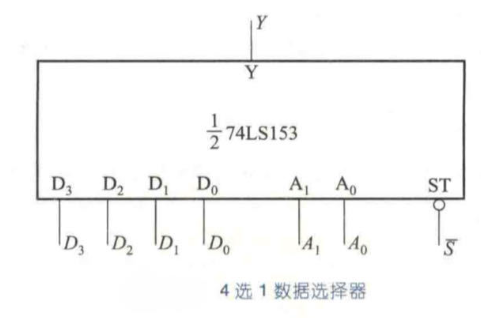 Y
Y
1/2 74LS153
D₃ D₂ D₁ D₀ A₁ A₀ ST
D₃ D₂ D₁ D₀ A₁ A₀ S̅
4 选 1 数据选择器